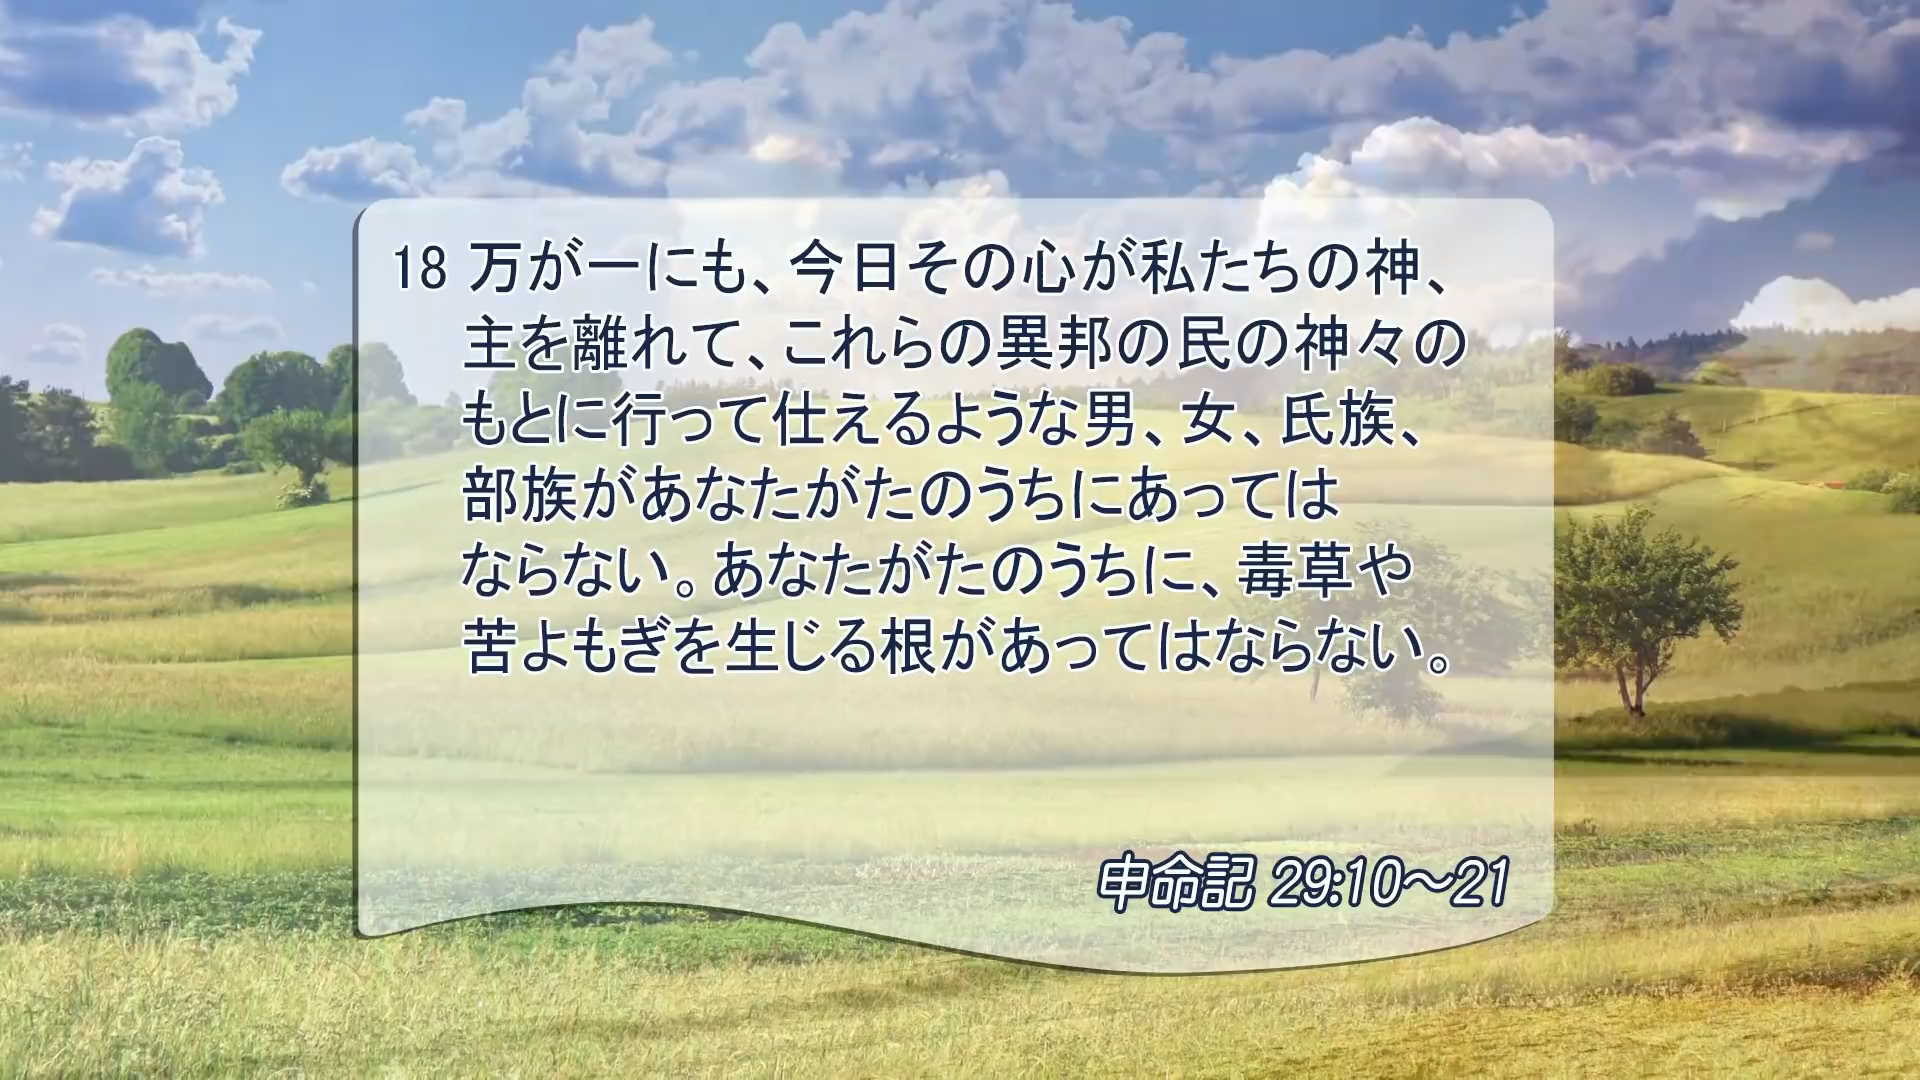 18 万が一にも、今日その心が私たちの神、
主を離れて、これらの異邦の民の神々の
もとに行って仕えるような男、女、氏族、
部族があなたがたのうちにあっては
ならない。あなたがたのうちに、毒草や
苦よもぎを生じる根があってはならない。
申命記 29:10～21